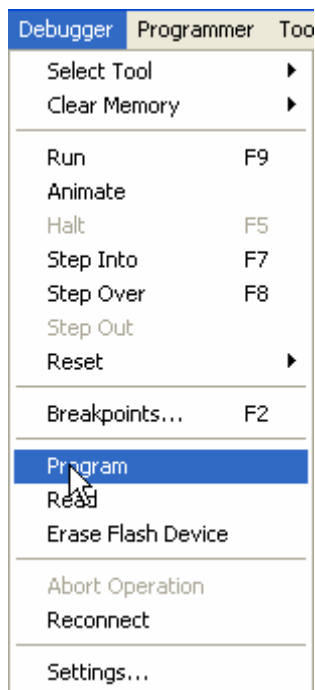 Debugger Programmer Too
Select Tool
Clear Memory
Run F9
Animate
Halt F5
Step Into F7
Step Over F8
Step Out
Reset
Breakpoints... F2
Program
Read
Erase Flash Device
Abort Operation
Reconnect
Settings...